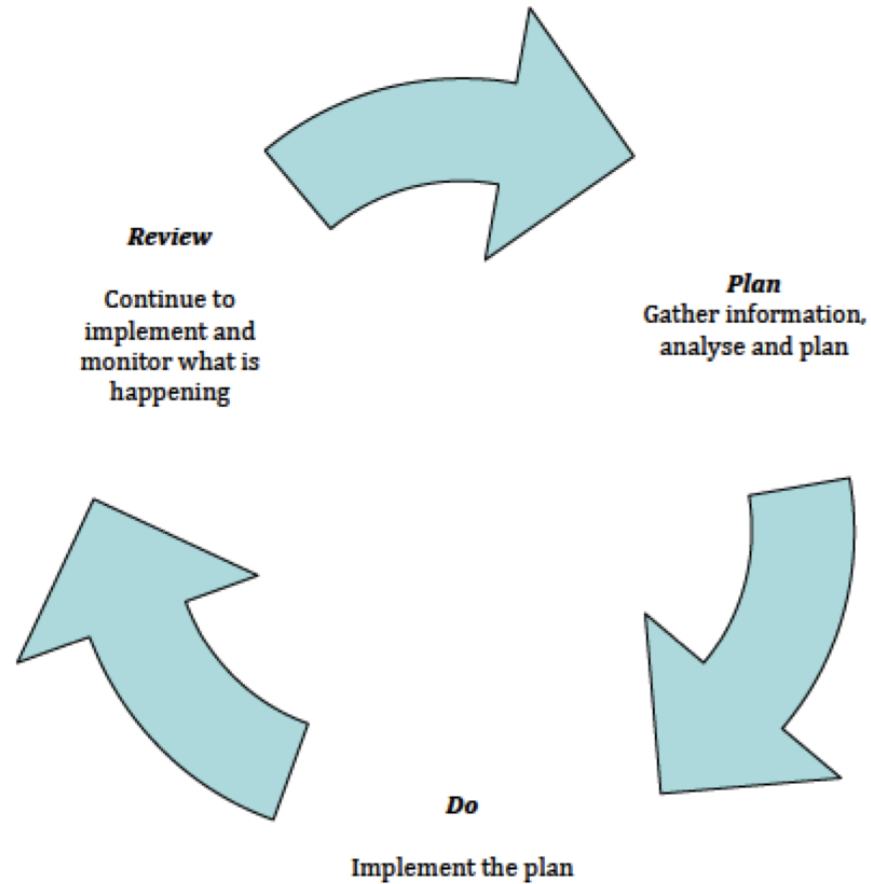 Review
Continue to
implement and
monitor what is
happening
Plan
Gather information,
analyse and plan
Do
Implement the plan